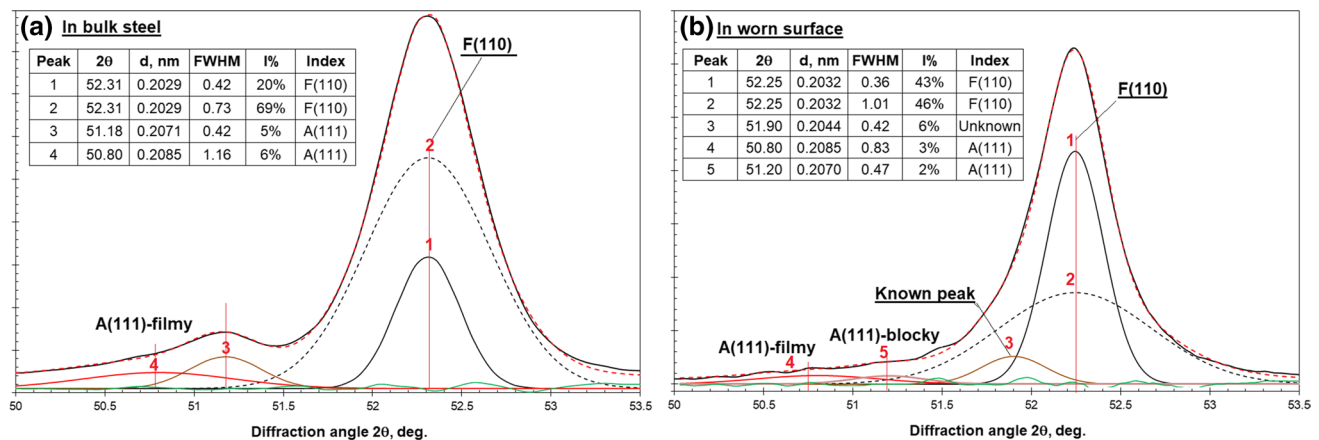 (a) In bulk steel
Peak 2θ d, nm FWHM I% Index
1 52.31 0.2029 0.42 20% F(110)
2 52.31 0.2029 0.73 69% F(110)
3 51.18 0.2071 0.42 5% A(111)
4 50.80 0.2085 1.16 6% A(111)
F(110)
2
1
A(111)-filmy
4
3
50 50.5 51 51.5 52 52.5 53 53.5
Diffraction angle 2θ, deg.
(b) In worn surface
Peak 2θ d, nm FWHM I% Index
1 52.25 0.2032 0.36 43% F(110)
2 52.25 0.2032 1.01 46% F(110)
3 51.90 0.2044 0.42 6% Unknown
4 50.80 0.2085 0.83 3% A(111)
5 51.20 0.2070 0.47 2% A(111)
F(110)
1
2
Known peak
A(111)-blocky
A(111)-filmy
3
5
4
50 50.5 51 51.5 52 52.5 53 53.5
Diffraction angle 2θ, deg.